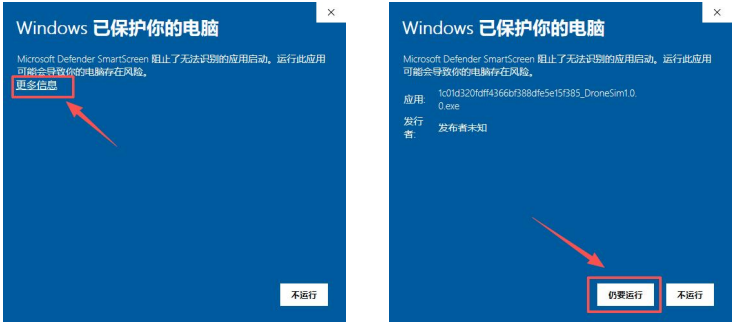 Windows 已保护你的电脑
Microsoft Defender SmartScreen 阻止了无法识别的应用启动。运行此应用
可能会导致你的电脑存在风险。
更多信息
不运行
Windows 已保护你的电脑
Microsoft Defender SmartScreen 阻止了无法识别的应用启动。运行此应用
可能会导致你的电脑存在风险。
应用: 1c01d320fdff4366bf388dfe5e15f385_DroneSim1.0.
0.exe
发行
者: 发布者未知
仍要运行 不运行